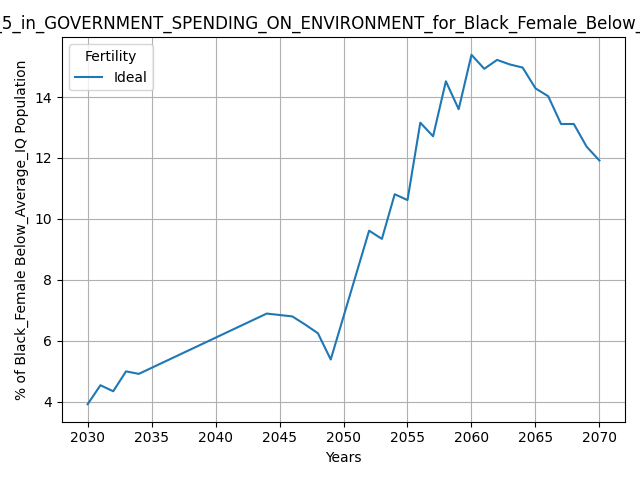 _5_in_GOVERNMENT_SPENDING_ON_ENVIRONMENT_for_Black_Female_Below_
Fertility
Ideal
% of Black_Female Below_Average_IQ Population
14
12
10
8
6
4
2030 2035 2040 2045 2050 2055 2060 2065 2070
Years